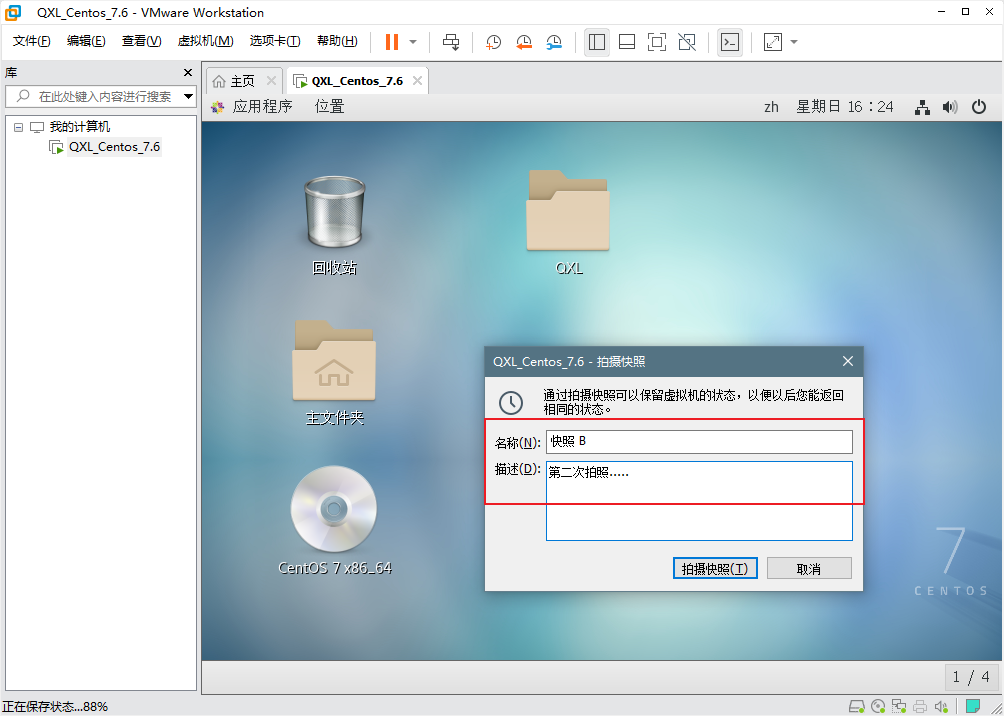 QXL_Centos_7.6 - VMware Workstation
文件(F) 编辑(E) 查看(V) 虚拟机(M) 选项卡(T) 帮助(H)
库
主页 QXL_Centos_7.6
在此处键入内容进行搜索
应用程序 位置 zh 星期日 16：24
我的计算机
QXL_Centos_7.6
回收站
QXL
主文件夹
CentOS 7 x86_64
QXL_Centos_7.6 - 拍摄快照
通过拍摄快照可以保留虚拟机的状态，以便以后您能返回
相同的状态。
名称(N): 快照 B
描述(D): 第二次拍照.....
拍摄快照(T) 取消
7
CENTOS
1 / 4
正在保存状态...88%